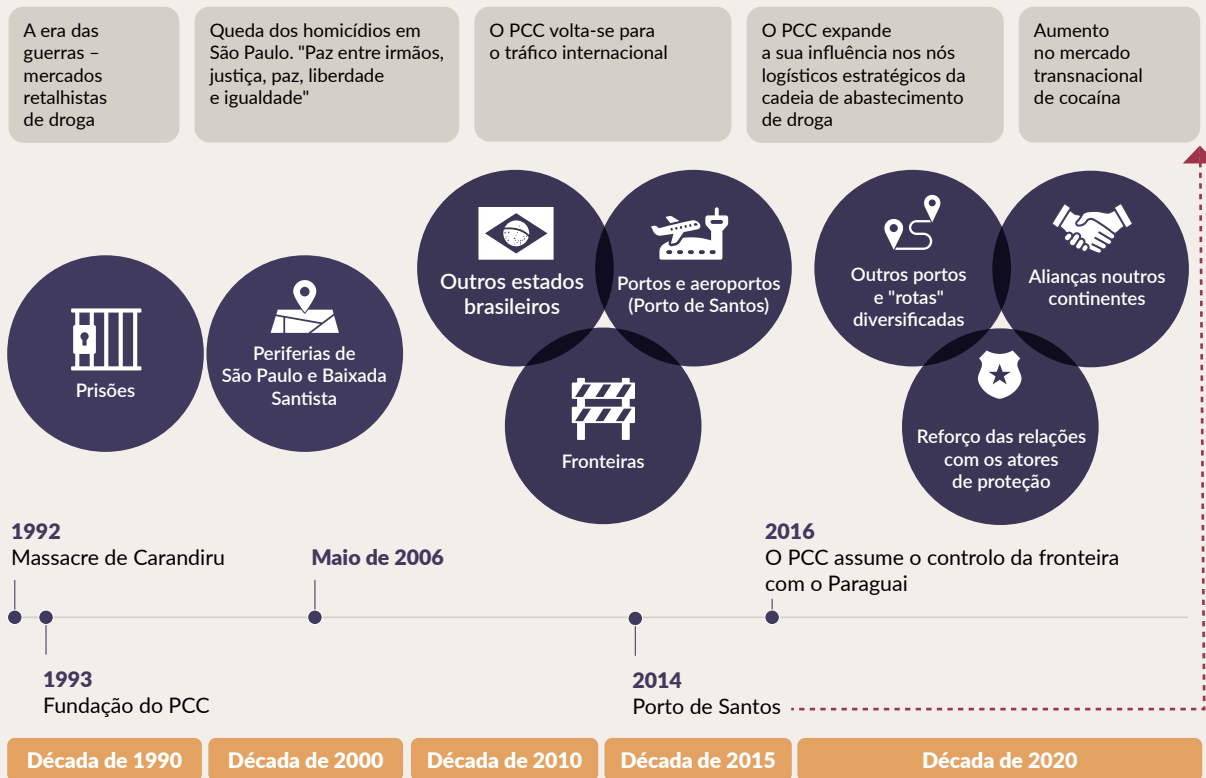 A era das
guerras –
mercados
retalhistas
de droga
Queda dos homicídios em
São Paulo. "Paz entre irmãos,
justiça, paz, liberdade
e igualdade"
O PCC volta-se para
o tráfico internacional
O PCC expande
a sua influência nos nós
logísticos estratégicos da
cadeia de abastecimento
de droga
Aumento
no mercado
transnacional
de cocaína
Prisões
Periferias de
São Paulo e Baixada
Santista
Outros estados
brasileiros
Portos e aeroportos
(Porto de Santos)
Fronteiras
Outros portos
e "rotas"
diversificadas
Alianças noutros
continentes
Reforço das relações
com os atores
de proteção
1992
Massacre de Carandiru
1993
Fundação do PCC
Maio de 2006
2014
Porto de Santos
2016
O PCC assume o controlo da fronteira
com o Paraguai
Década de 1990
Década de 2000
Década de 2010
Década de 2015
Década de 2020